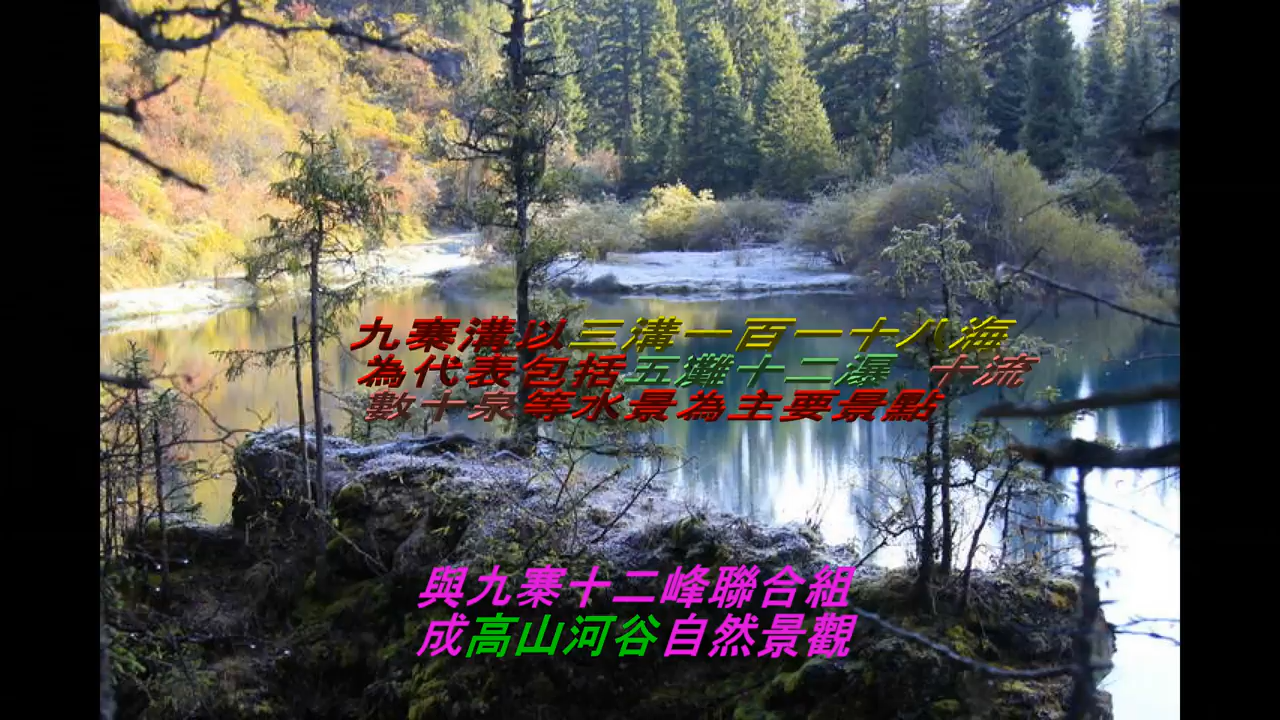 九寨溝以三溝一百一十八海
為代表包括五灘十二瀑 十流
數十泉等水景為主要景點
與九寨十二峰聯合組
成高山河谷自然景觀